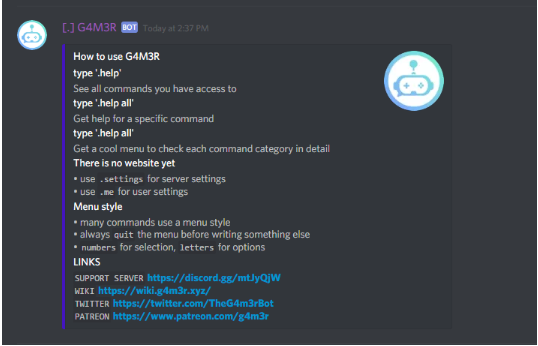 [.] G4M3R BOT Today at 2:37 PM
How to use G4M3R
type '.help'
See all commands you have access to
type '.help all'
Get help for a specific command
type '.help all'
Get a cool menu to check each command category in detail
There is no website yet
• use .settings for server settings
• use .me for user settings
Menu style
• many commands use a menu style
• always quit the menu before writing something else
• numbers for selection, letters for options
LINKS
SUPPORT SERVER https://discord.gg/mtJyQjW
WIKI https://wiki.g4m3r.xyz/
TWITTER https://twitter.com/TheG4m3rBot
PATREON https://www.patreon.com/g4m3r